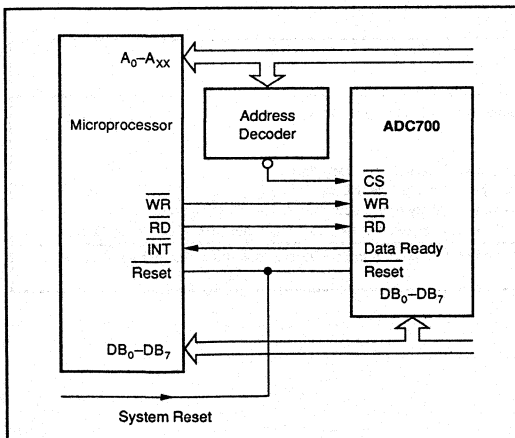 A₀–Aₓₓ
Microprocessor
WR̅
RD̅
INT̅
Reset̅
DB₀–DB₇
System Reset
Address
Decoder
ADC700
CS̅
WR̅
RD̅
Data Ready
Reset̅
DB₀–DB₇